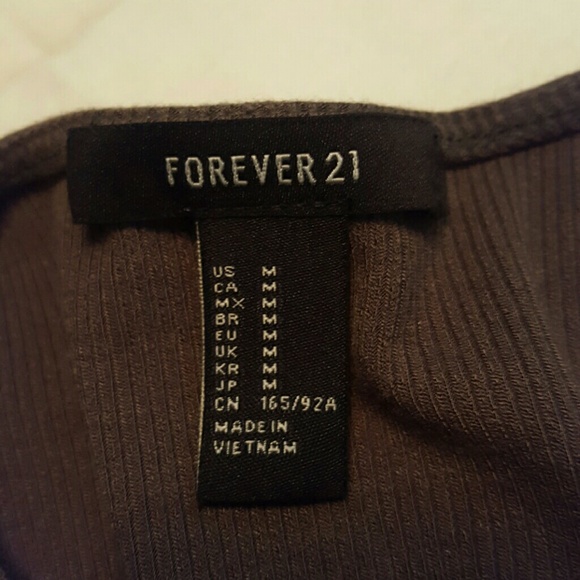 FOREVER 21
US M
CA M
MX M
BR M
EU M
UK M
KR M
JP M
CN 165/92A
MADE IN
VIETNAM